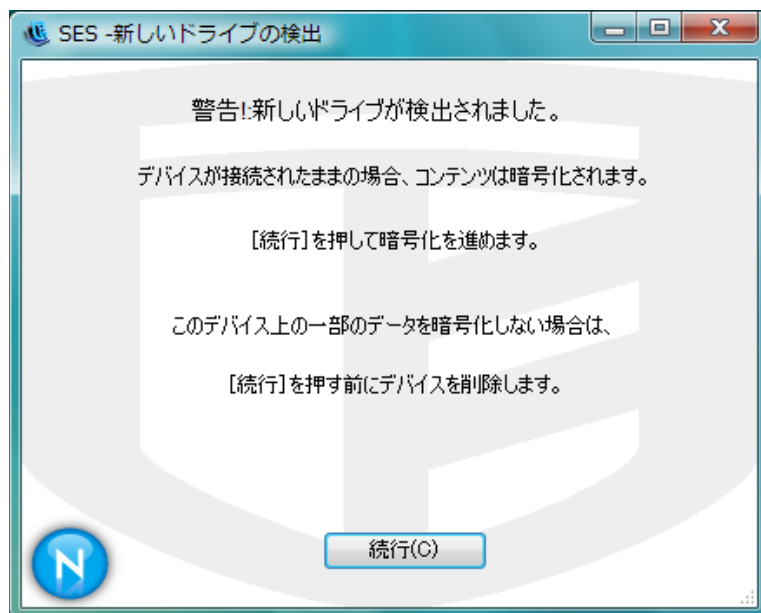 SES -新しいドライブの検出
警告!:新しいドライブが検出されました。
デバイスが接続されたままの場合、コンテンツは暗号化されます。
[続行]を押して暗号化を進めます。
このデバイス上の一部のデータを暗号化しない場合は、
[続行]を押す前にデバイスを削除します。
続行(C)
N